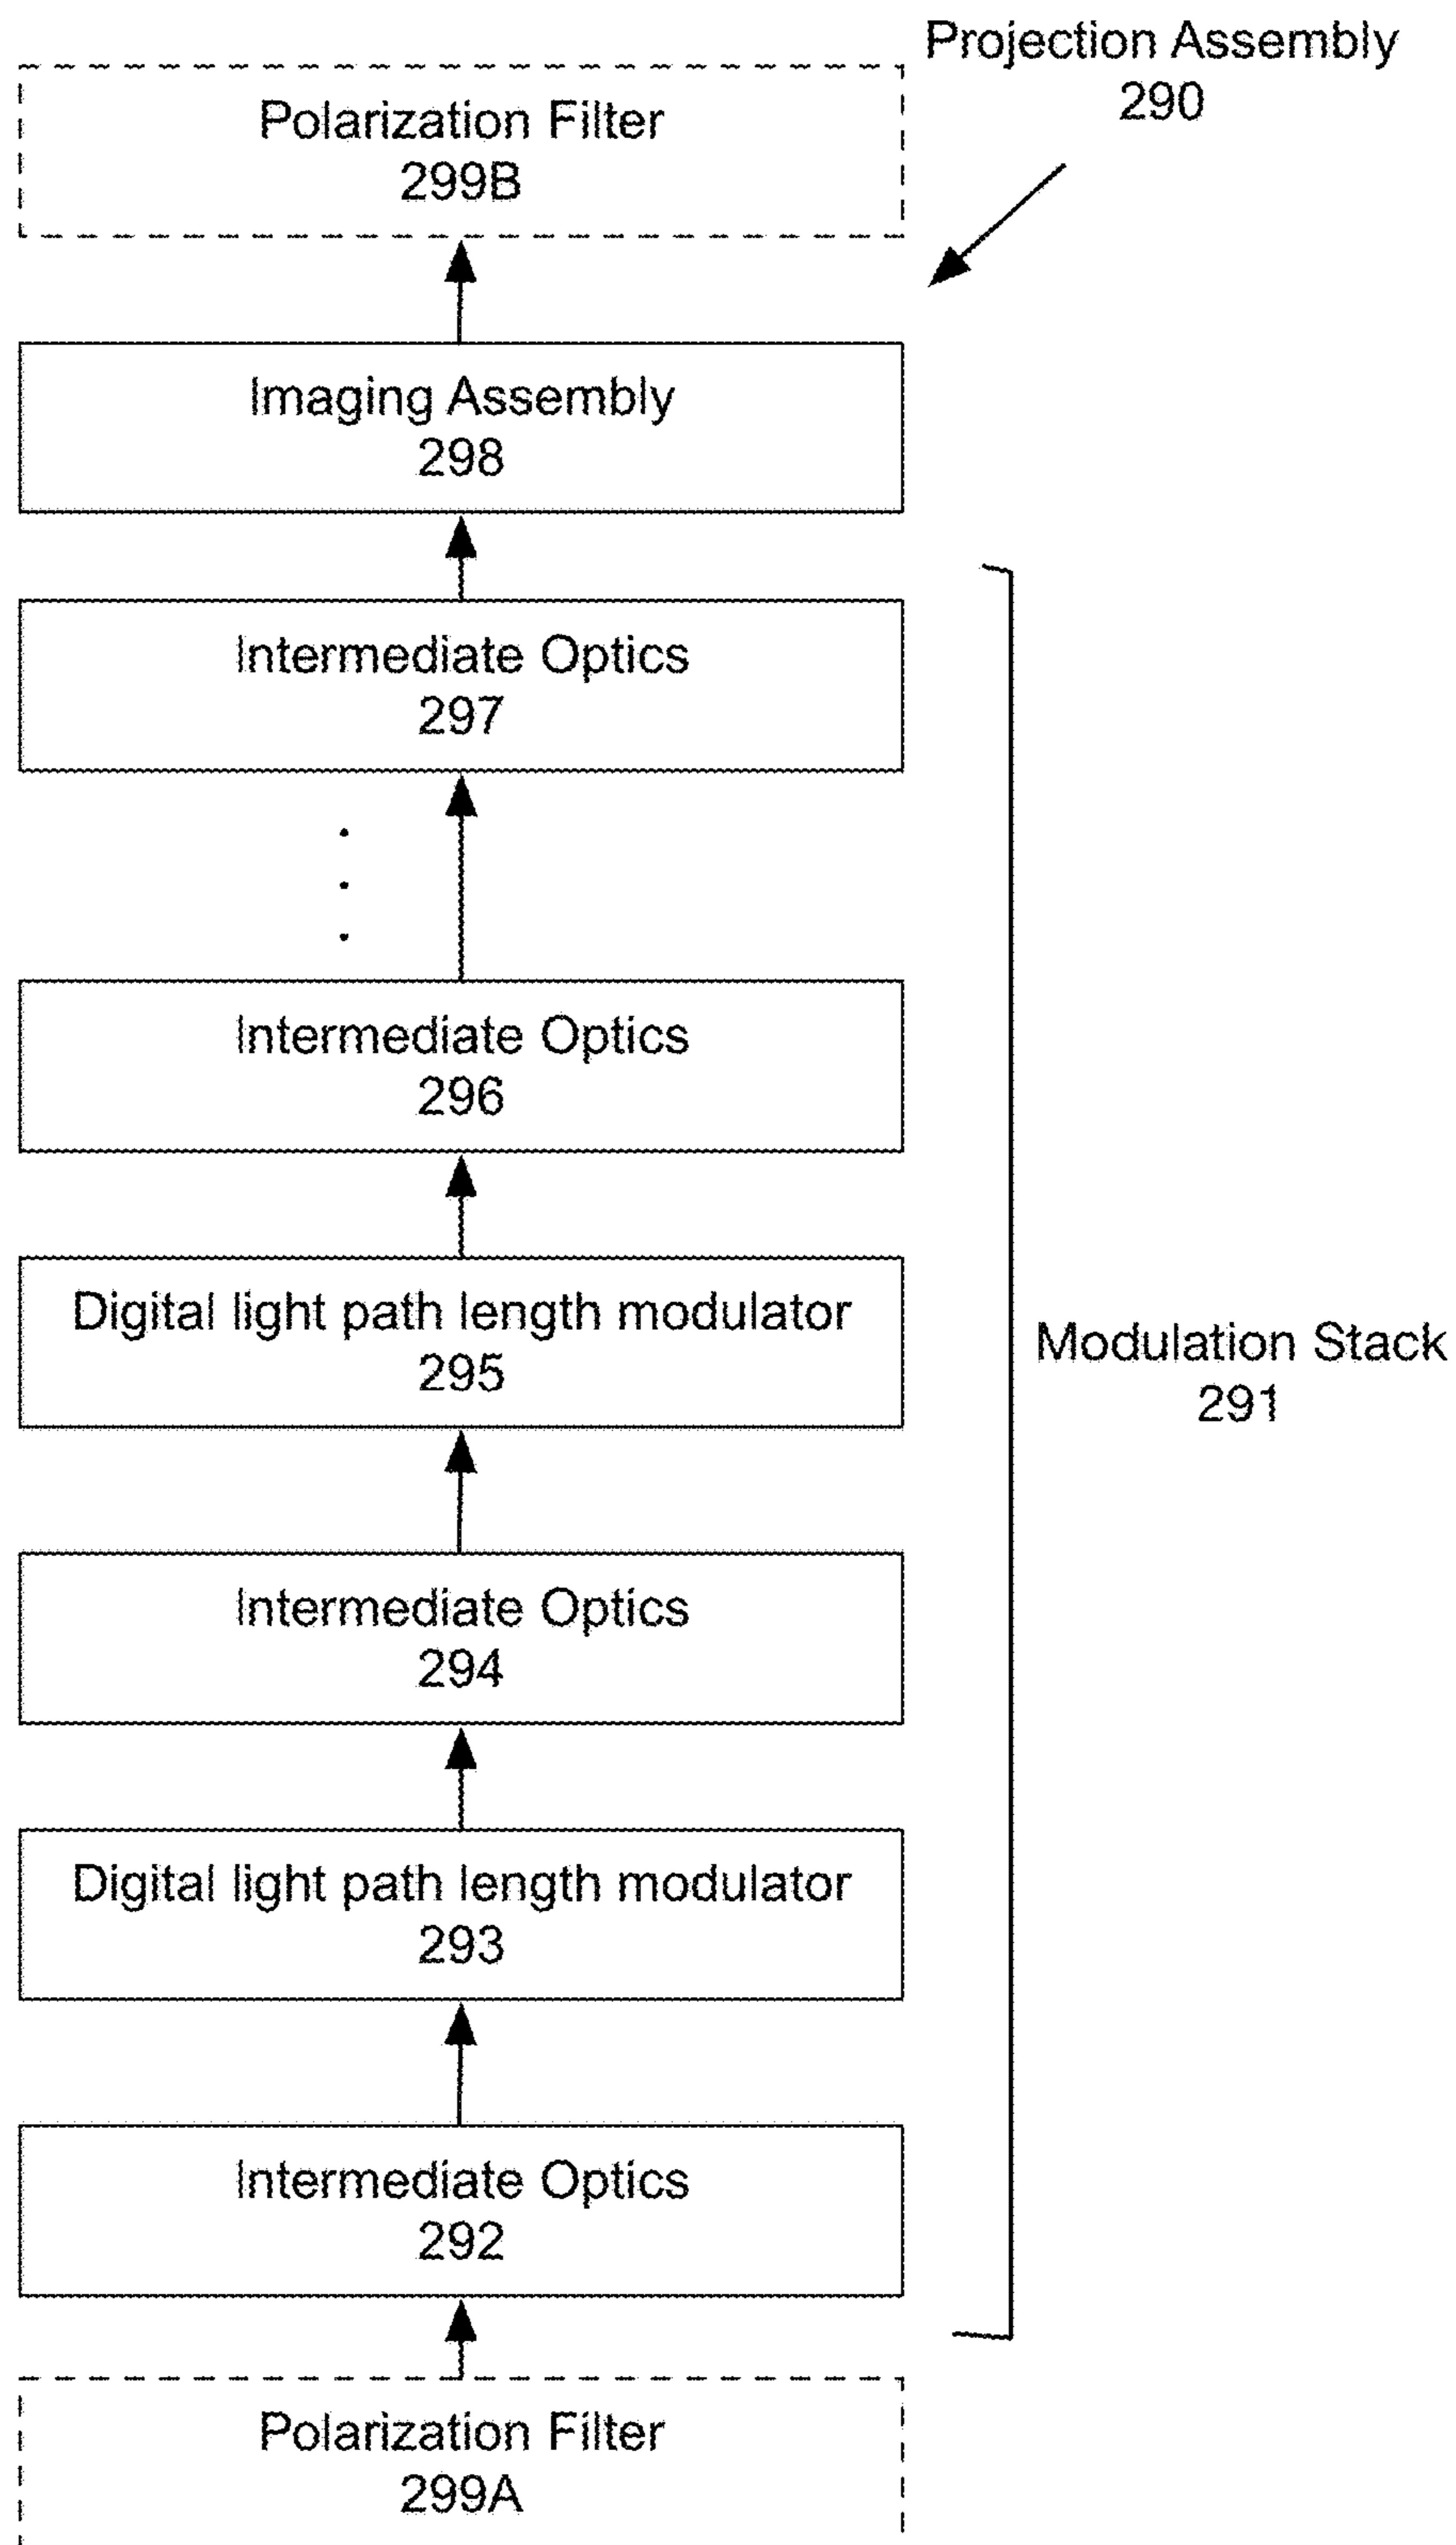 Projection Assembly
290
Polarization Filter
299B
Imaging Assembly
298
Intermediate Optics
297
Intermediate Optics
296
Digital light path length modulator
295
Modulation Stack
291
Intermediate Optics
294
Digital light path length modulator
293
Intermediate Optics
292
Polarization Filter
299A